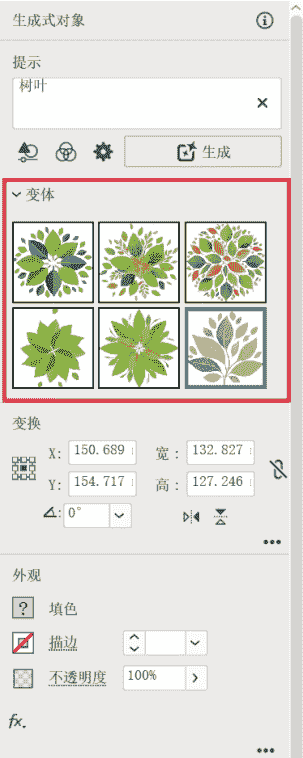 生成式对象
提示
树叶
生成
变体
变换
X: 150.689 宽: 132.827
Y: 154.717 高: 127.246
0°
外观
? 填色
描边
不透明度 100%
fx.